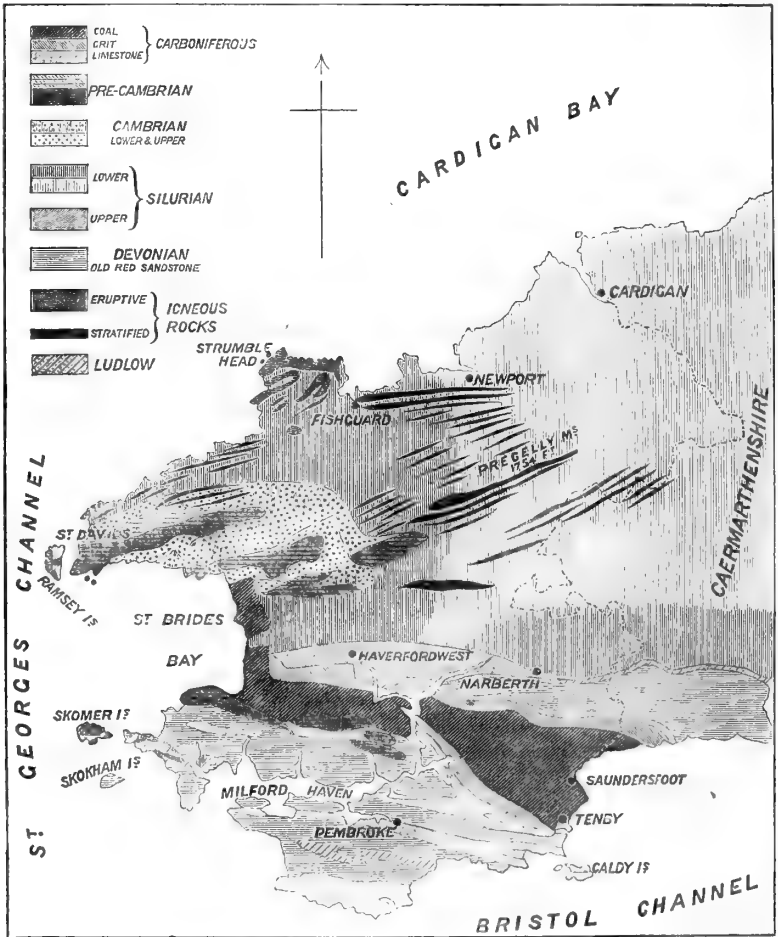 COAL
GRIT
LIMESTONE
CARBONIFEROUS
PRE-CAMBRIAN
CAMBRIAN
LOWER & UPPER
LOWER
UPPER
SILURIAN
DEVONIAN
OLD RED SANDSTONE
ERUPTIVE
STRATIFIED
IGNEOUS
ROCKS
LUDLOW
CARDIGAN BAY
CARDIGAN
STRUMBLE
HEAD
NEWPORT
FISHGUARD
PREGELLY MS
1754 FT
CAERMARTHENSHIRE
ST GEORGES CHANNEL
ST DAVIDS
RAMSEY IS
ST BRIDES
BAY
HAVERFORDWEST
NARBERTH
SKOMER IS
SKOKHAM IS
MILFORD HAVEN
SAUNDERSFOOT
PEMBROKE
TENBY
CALDY IS
BRISTOL CHANNEL